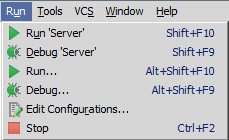 Run Tools VCS Window Help
Run 'Server' Shift+F10
Debug 'Server' Shift+F9
Run... Alt+Shift+F10
Debug... Alt+Shift+F9
Edit Configurations...
Stop Ctrl+F2